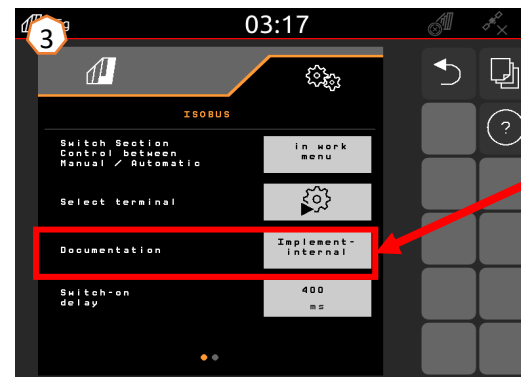 03:17
3
g
ISOBUS
Switch Section
Control between
Manual / Automatic
in work
menu
Select terminal
Documentation
Implement-
internal
Switch-on
delay
400
ms
?